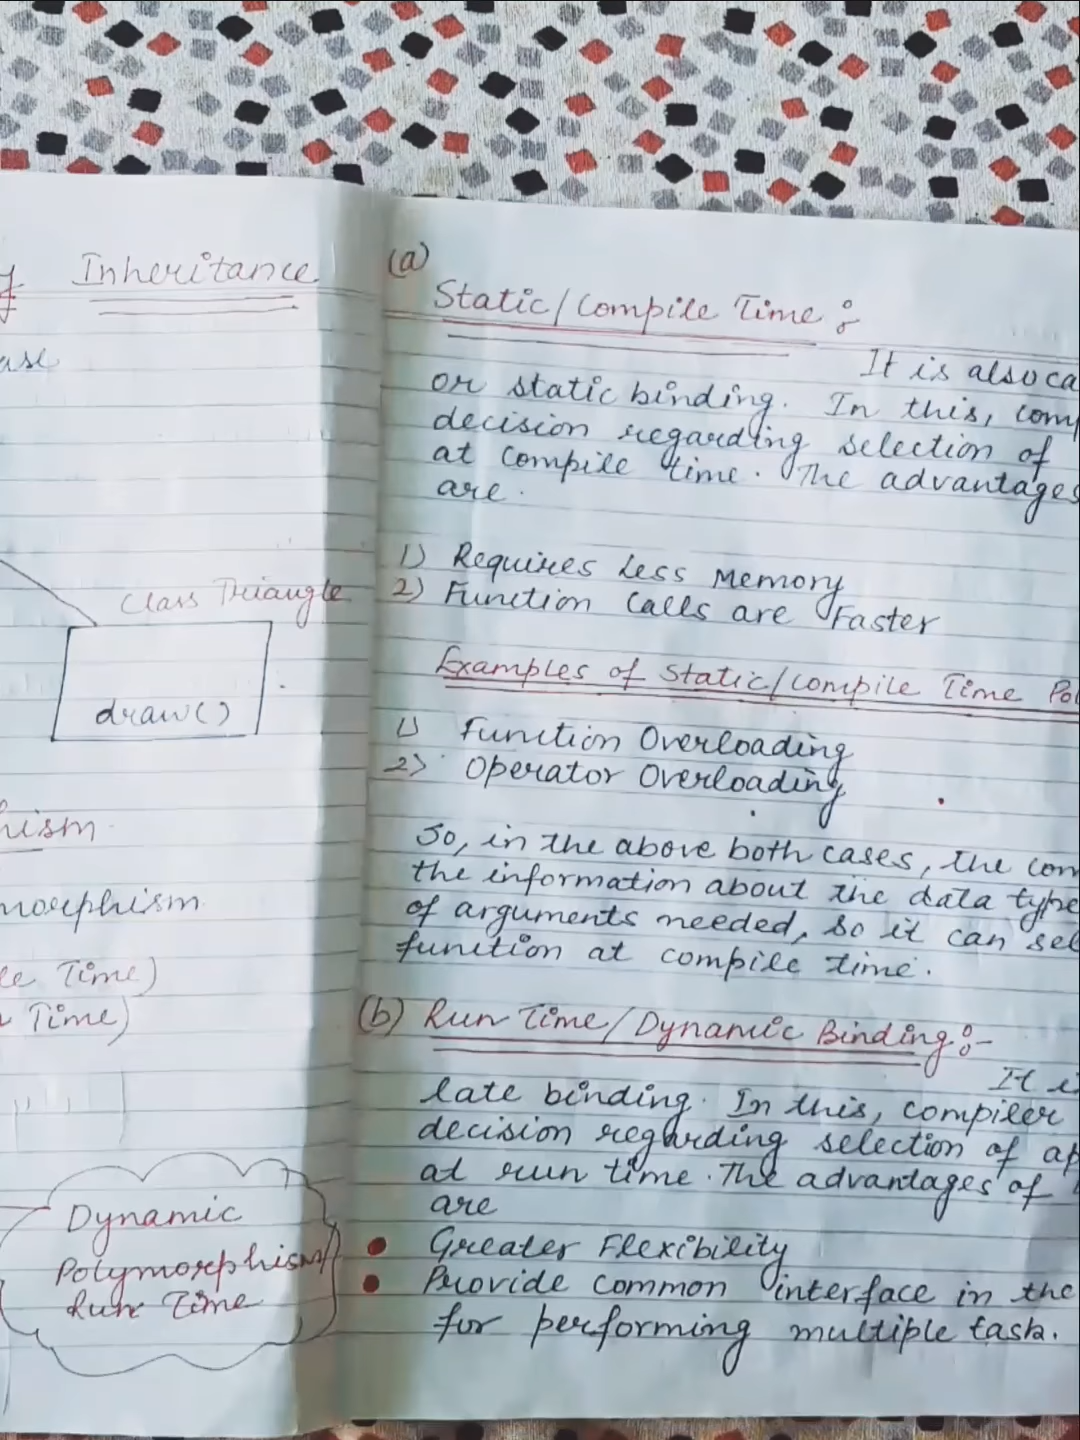 Inheritance
Class Triangle
draw()
morphism
Time)
Time)
Dynamic
Polymorphism/
Run Time
(a)
Static/Compile Time :
It is also ca
or static binding. In this, comp
decision regarding selection of
at compile time. The advantages
are.
1) Requires Less Memory
2) Function Calls are Faster
Examples of Static/Compile Time Pol
1) Function Overloading
2) Operator Overloading
So, in the above both cases, the com
the information about the data type
of arguments needed, so it can sel
function at compile time.
(b) Run Time/Dynamic Binding:-
It i
late binding. In this, compiler
decision regarding selection of ap
at run time. The advantages of
are
• Greater Flexibility
• Provide common interface in the
for performing multiple task.